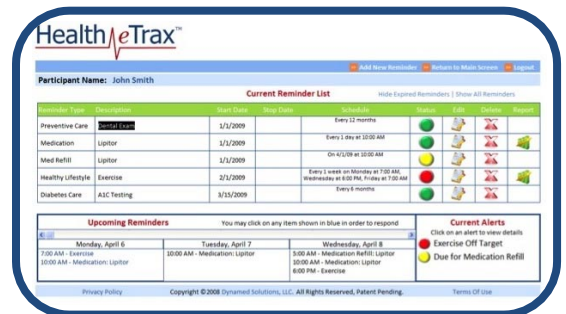 Health eTrax™
Add New Reminder Return to Main Screen Logout
Participant Name: John Smith
Current Reminder List Hide Expired Reminders | Show All Reminders
Reminder Type Description Start Date Stop Date Schedule Status Edit Delete Report
Preventive Care Dental Exam 1/1/2009 Every 12 months
Medication Lipitor 1/1/2009 Every 1 day at 10:00 AM
Med Refill Lipitor 1/1/2009 On 4/1/09 at 10:00 AM
Healthy Lifestyle Exercise 2/1/2009 Every 1 week on Monday at 7:00 AM,
Wednesday at 6:00 PM, Friday at 7:00 AM
Diabetes Care A1C Testing 3/15/2009 Every 6 months
Upcoming Reminders You may click on any item shown in blue in order to respond
Monday, April 6 Tuesday, April 7 Wednesday, April 8
7:00 AM - Exercise 10:00 AM - Medication: Lipitor 3:00 AM - Medication Refill: Lipitor
10:00 AM - Medication: Lipitor 10:00 AM - Medication: Lipitor
6:00 PM - Exercise
Current Alerts
Click on an alert to view details
Exercise Off Target
Due for Medication Refill
Privacy Policy Copyright ©2008 Dynamed Solutions, LLC. All Rights Reserved, Patent Pending. Terms Of Use